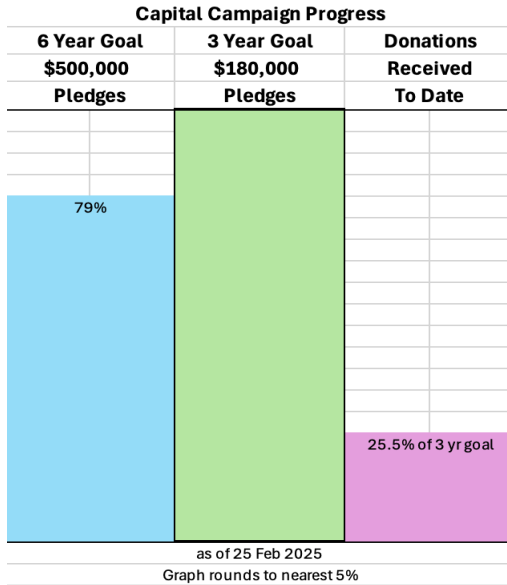 Capital Campaign Progress
6 Year Goal 3 Year Goal Donations
$500,000 $180,000 Received
Pledges Pledges To Date
79%
25.5% of 3 yr goal
as of 25 Feb 2025
Graph rounds to nearest 5%